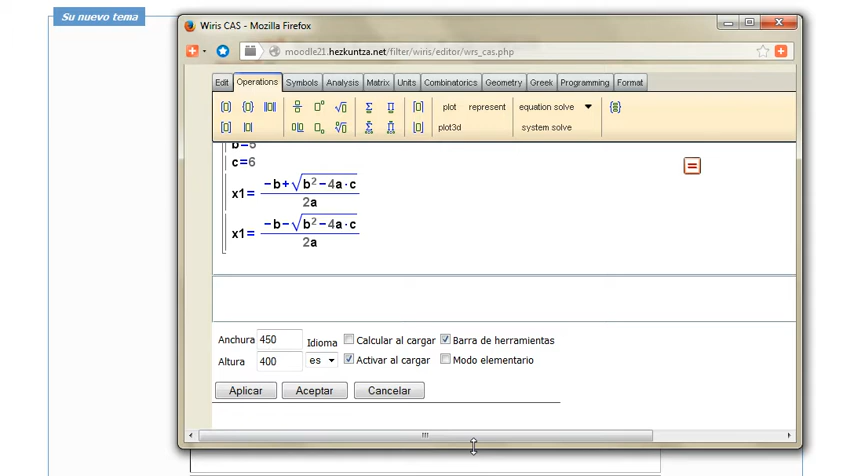 Su nuevo tema
Wiris CAS - Mozilla Firefox
moodle21.hezkuntza.net/filter/wiris/editor/wrs_cas.php
Edit Operations Symbols Analysis Matrix Units Combinatorics Geometry Greek Programming Format
plot represent equation solve
plot3d system solve
b=5
c=6
x1= (-b+√(b²-4a·c))/(2a)
x1= (-b-√(b²-4a·c))/(2a)
Anchura 450 Idioma Calcular al cargar Barra de herramientas
Altura 400 es Activar al cargar Modo elementario
Aplicar Aceptar Cancelar